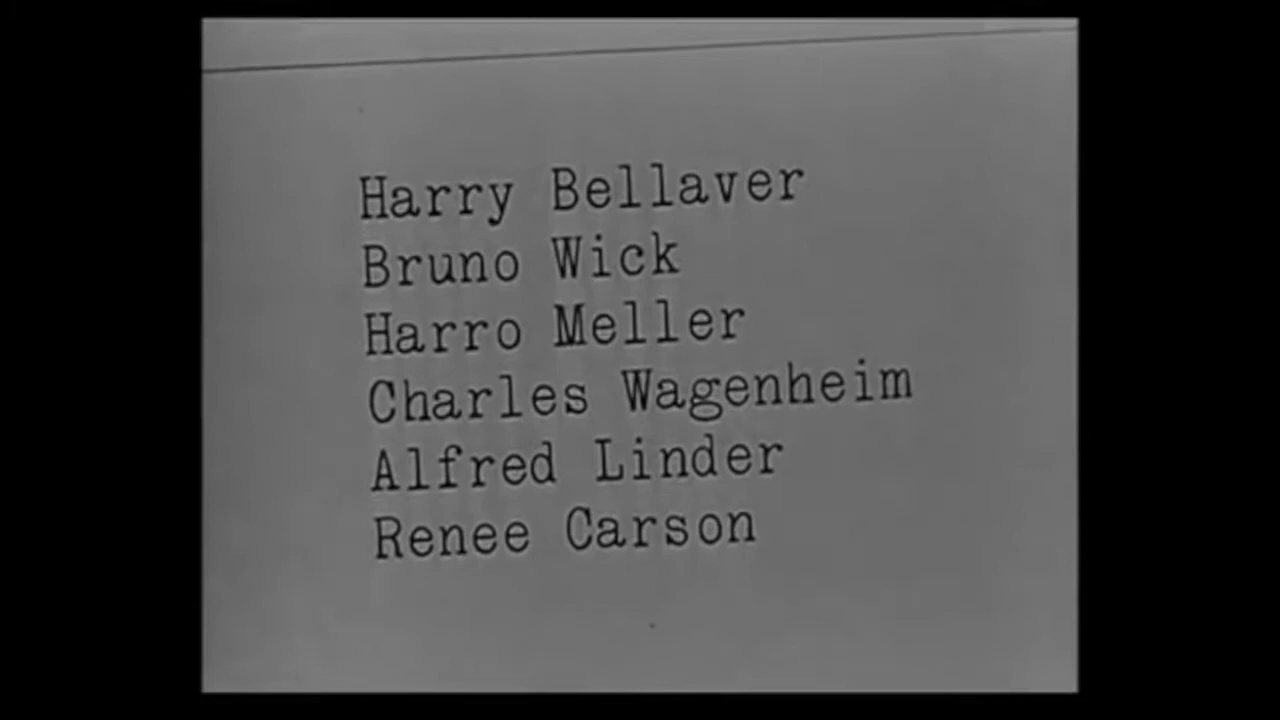 Harry Bellaver
Bruno Wick
Harro Meller
Charles Wagenheim
Alfred Linder
Renee Carson